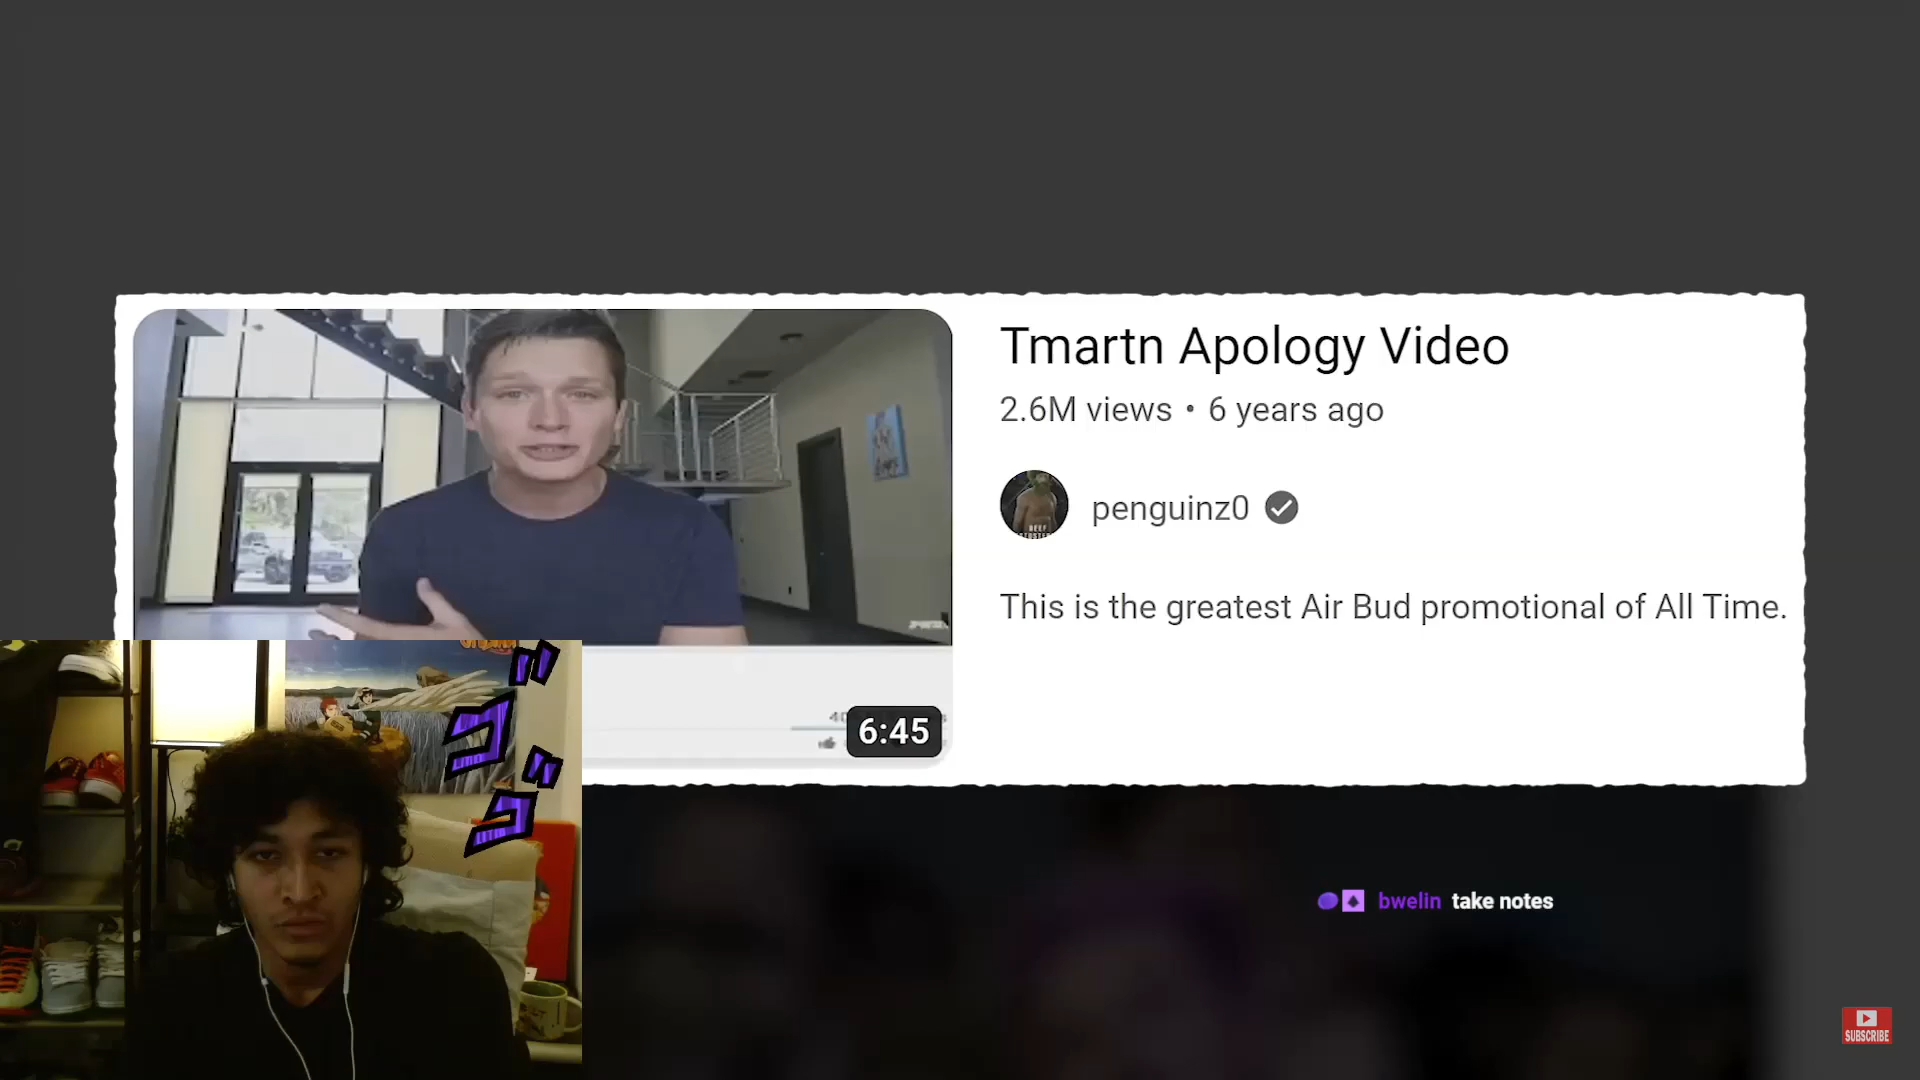 Tmartn Apology Video
2.6M views • 6 years ago
penguinz0
This is the greatest Air Bud promotional of All Time.
6:45
bwelin take notes
SUBSCRIBE